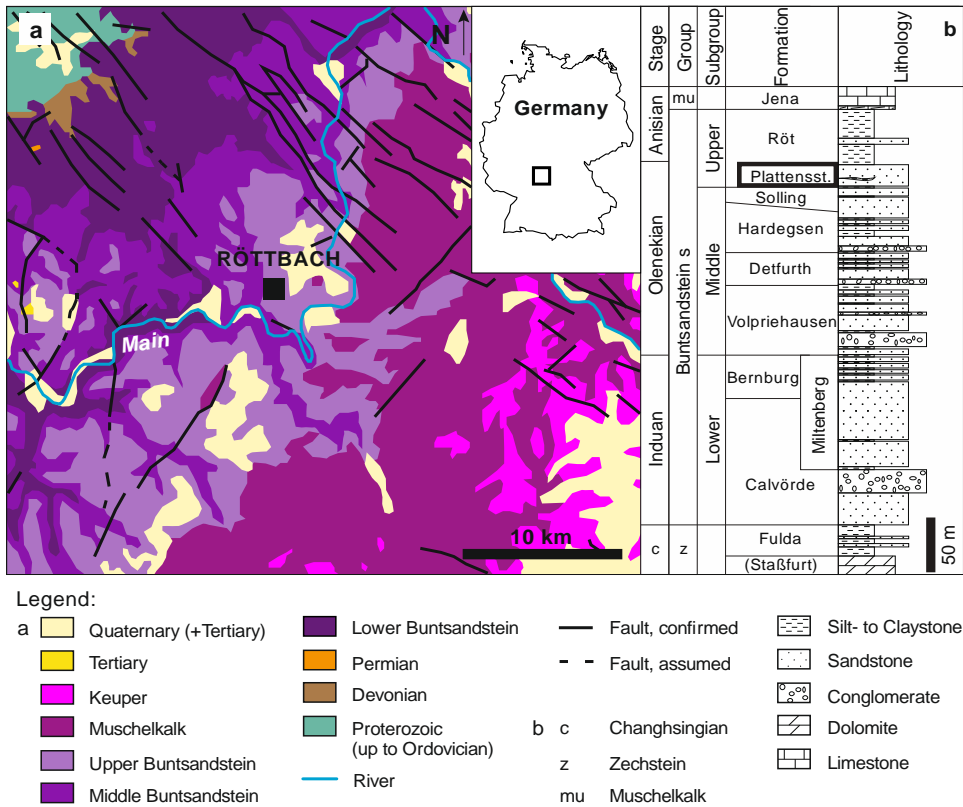 a
N
Germany
RÖTTBACH
Main
10 km
b
Stage
Group
Subgroup
Formation
Lithology
Anisian
Olenekian
Induan
c
mu
Buntsandstein s
z
Upper
Middle
Lower
Jena
Röt
Plattensst.
Solling
Hardegsen
Detfurth
Volpriehausen
Bernburg
Miltenberg
Calvörde
Fulda
(Staßfurt)
50 m
Legend:
a
Quaternary (+Tertiary)
Tertiary
Keuper
Muschelkalk
Upper Buntsandstein
Middle Buntsandstein
Lower Buntsandstein
Permian
Devonian
Proterozoic
(up to Ordovician)
River
Fault, confirmed
Fault, assumed
b c Changhsingian
z Zechstein
mu Muschelkalk
Silt- to Claystone
Sandstone
Conglomerate
Dolomite
Limestone